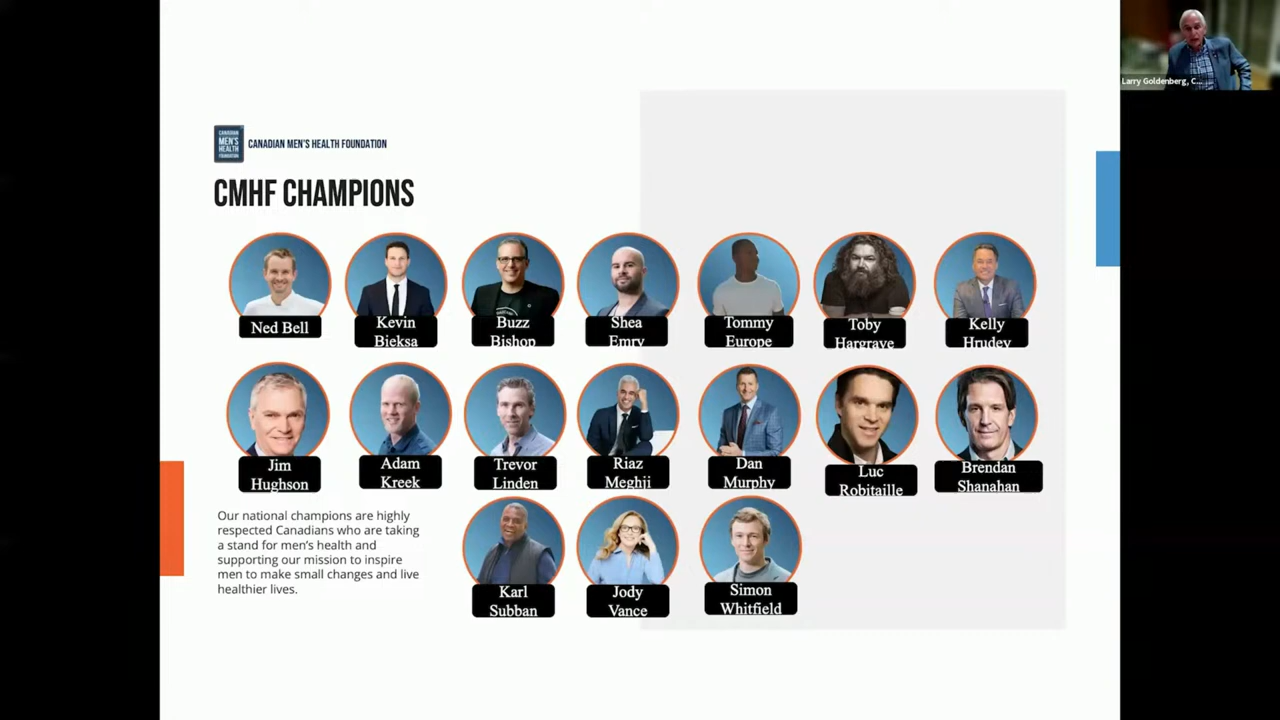 Larry Goldenberg, C...
CANADIAN
MEN'S
HEALTH
FOUNDATION
CANADIAN MEN'S HEALTH FOUNDATION
CMHF CHAMPIONS
Ned Bell
Kevin
Bieksa
Buzz
Bishop
Shea
Emry
Tommy
Europe
Toby
Hargrave
Kelly
Hrudey
Jim
Hughson
Adam
Kreek
Trevor
Linden
Riaz
Meghji
Dan
Murphy
Luc
Robitaille
Brendan
Shanahan
Our national champions are highly
respected Canadians who are taking
a stand for men's health and
supporting our mission to inspire
men to make small changes and live
healthier lives.
Karl
Subban
Jody
Vance
Simon
Whitfield